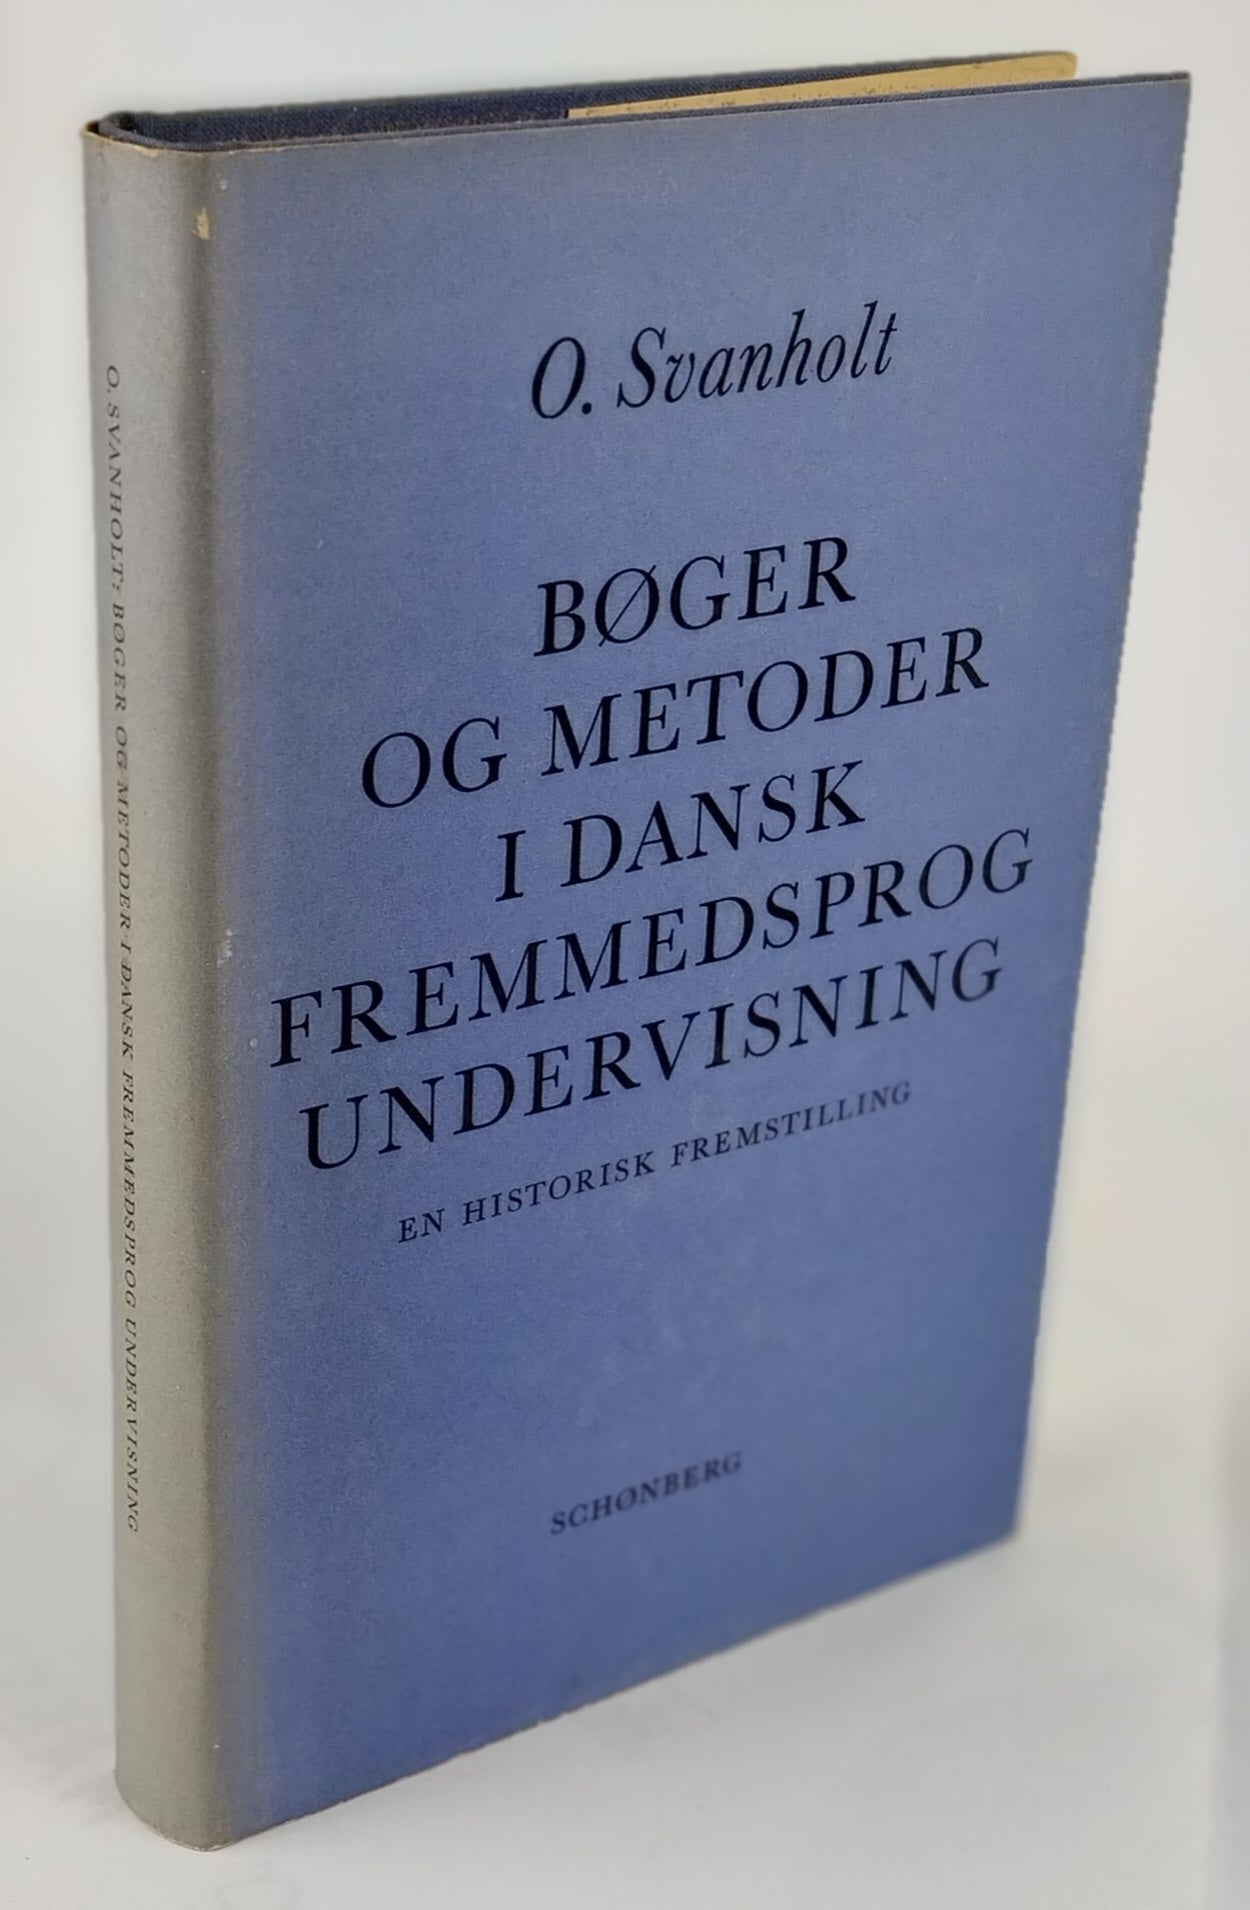 O. Svanholt
BØGER
OG METODER
I DANSK
FREMMEDSPROG
UNDERVISNING
EN HISTORISK FREMSTILLING
SCHØNBERG
O. SVANHOLT: BØGER OG METODER I DANSK FREMMEDSPROG UNDERVISNING